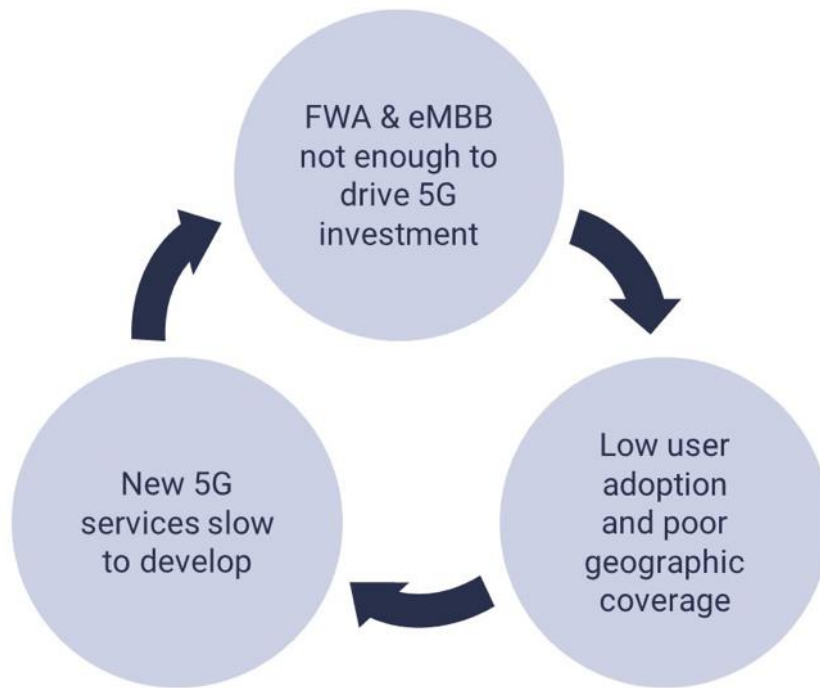 FWA & eMBB
not enough to
drive 5G
investment
Low user
adoption
and poor
geographic
coverage
New 5G
services slow
to develop